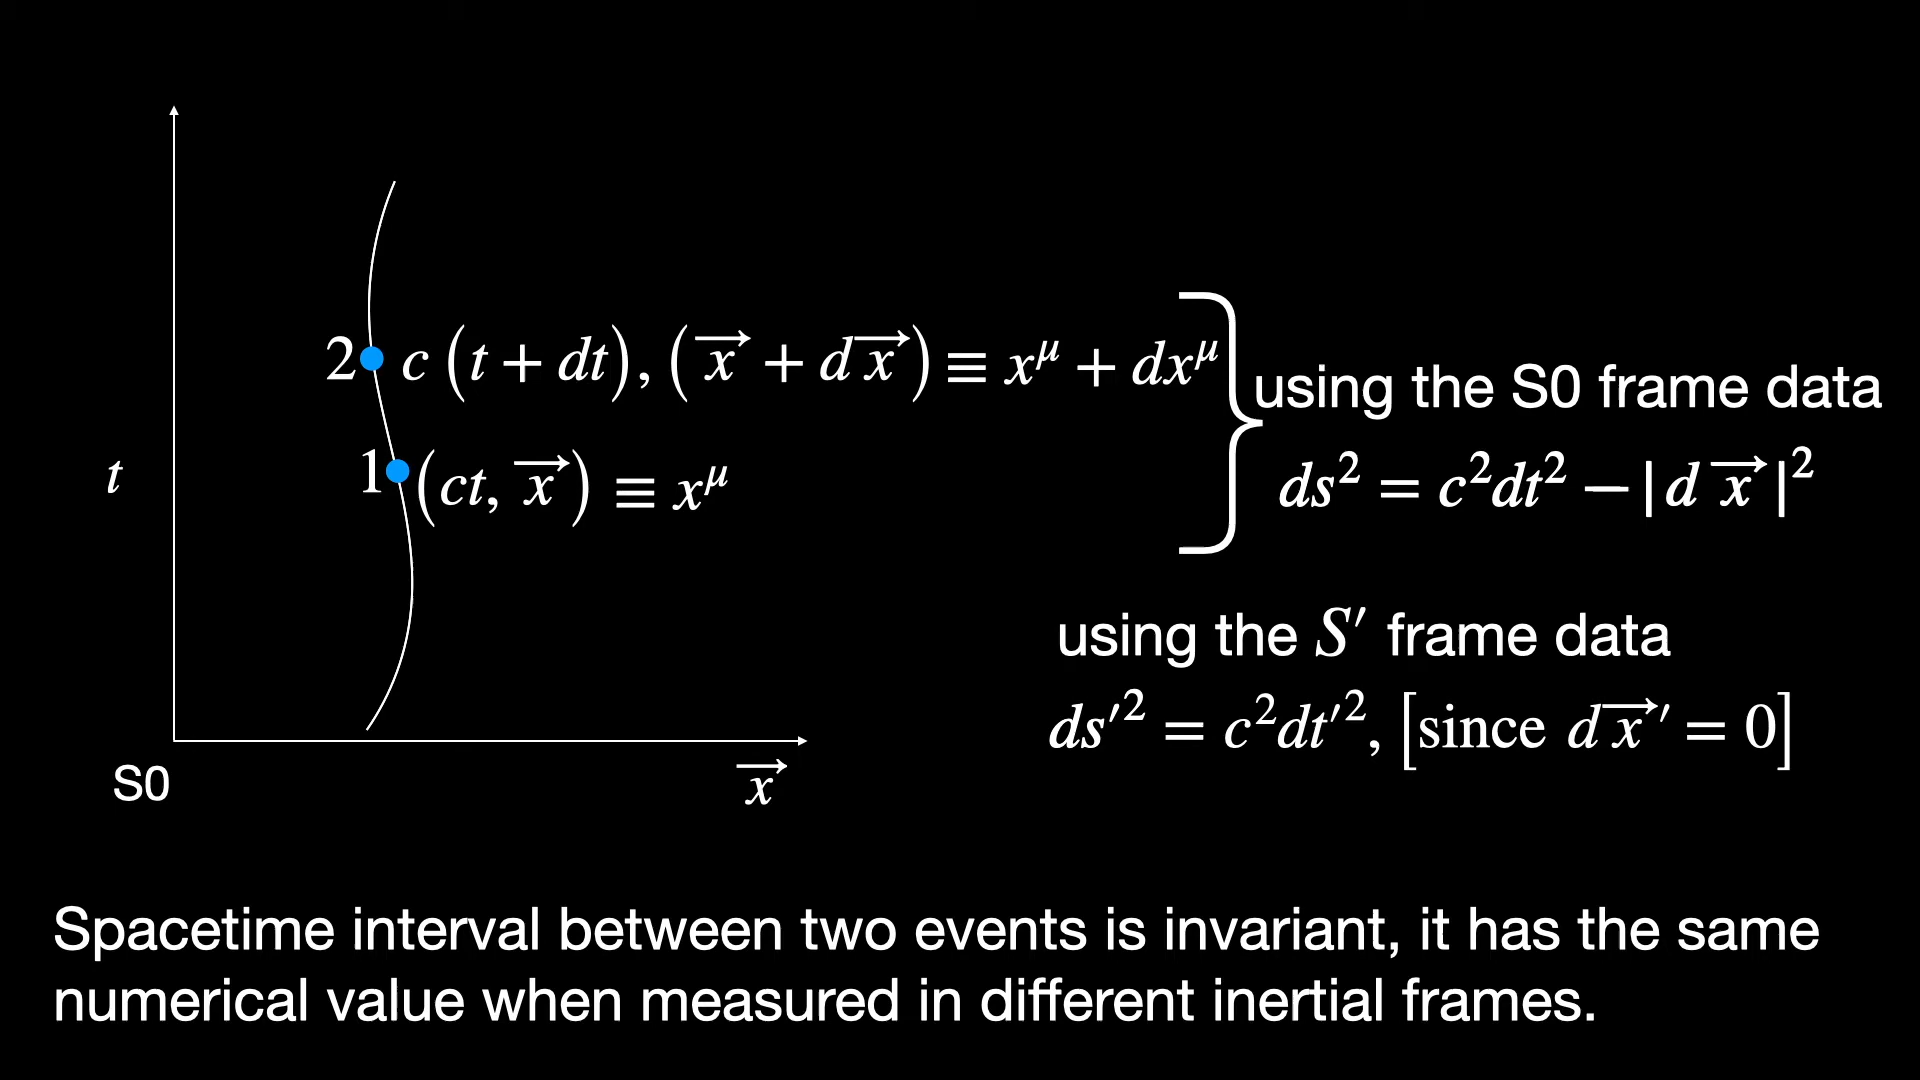 2 c (t + dt), (x⃗ + dx⃗) ≡ x^μ + dx^μ
using the S0 frame data
t
1 (ct, x⃗) ≡ x^μ
ds² = c²dt² − |dx⃗|²
using the S′ frame data
ds′² = c²dt′², [since dx⃗′ = 0]
S0
x⃗
Spacetime interval between two events is invariant, it has the same
numerical value when measured in different inertial frames.